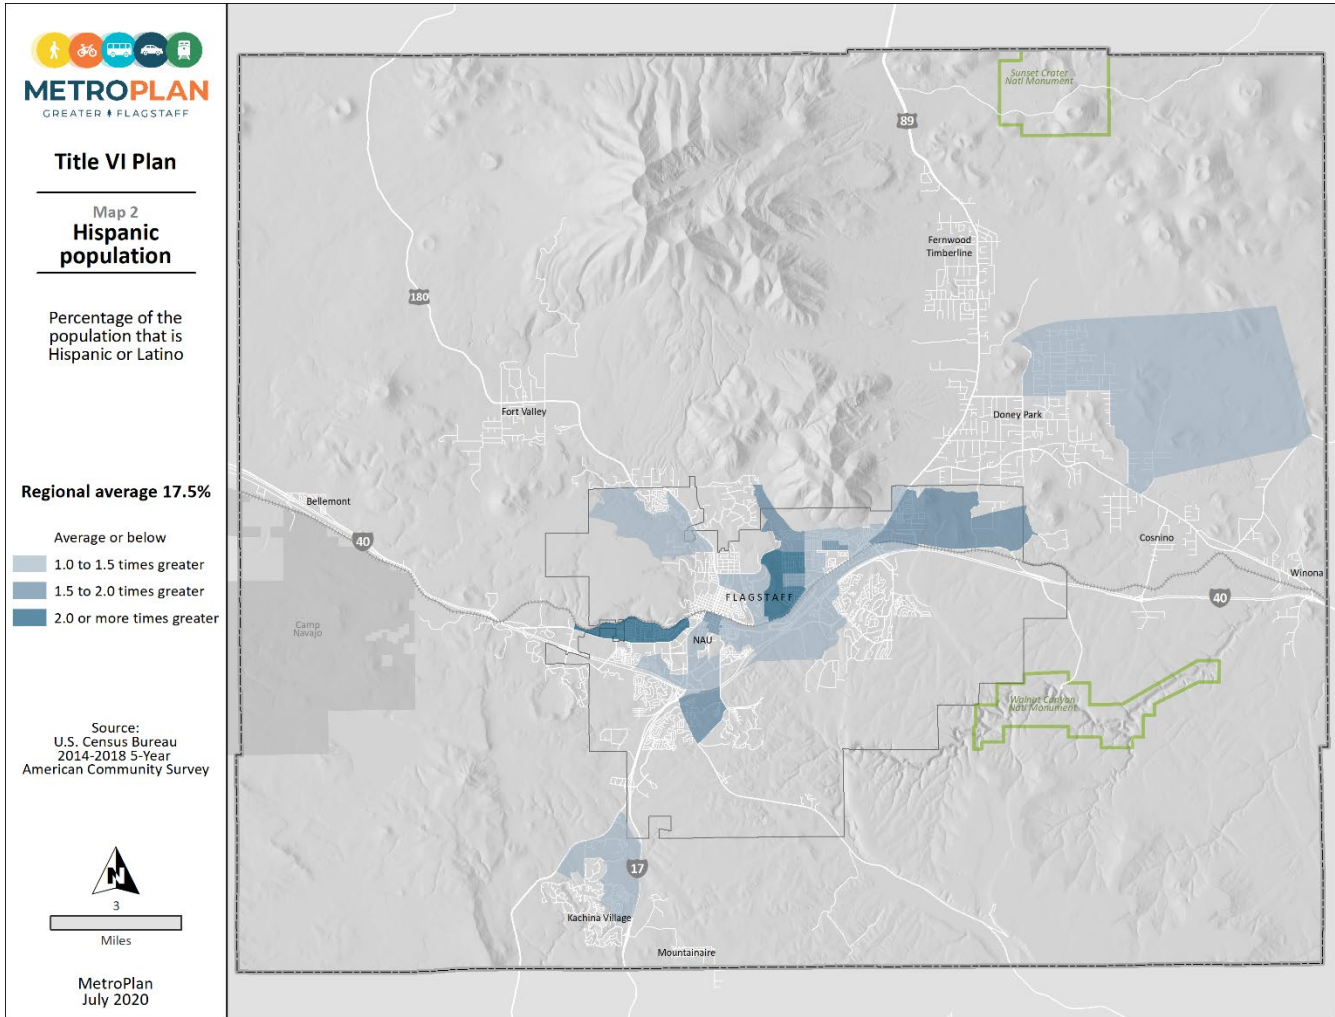 METROPLAN
GREATER FLAGSTAFF
Title VI Plan
Map 2
Hispanic
population
Percentage of the
population that is
Hispanic or Latino
Regional average 17.5%
Average or below
1.0 to 1.5 times greater
1.5 to 2.0 times greater
2.0 or more times greater
Source:
U.S. Census Bureau
2014-2018 5-Year
American Community Survey
N
3
Miles
MetroPlan
July 2020
Sunset Crater
Natl Monument
89
Fernwood
Timberline
180
Fort Valley
Doney Park
Bellemont
40
Cosnino
Winona
FLAGSTAFF
40
Camp
Navajo
NAU
Walnut Canyon
Natl Monument
17
Kachina Village
Mountainaire